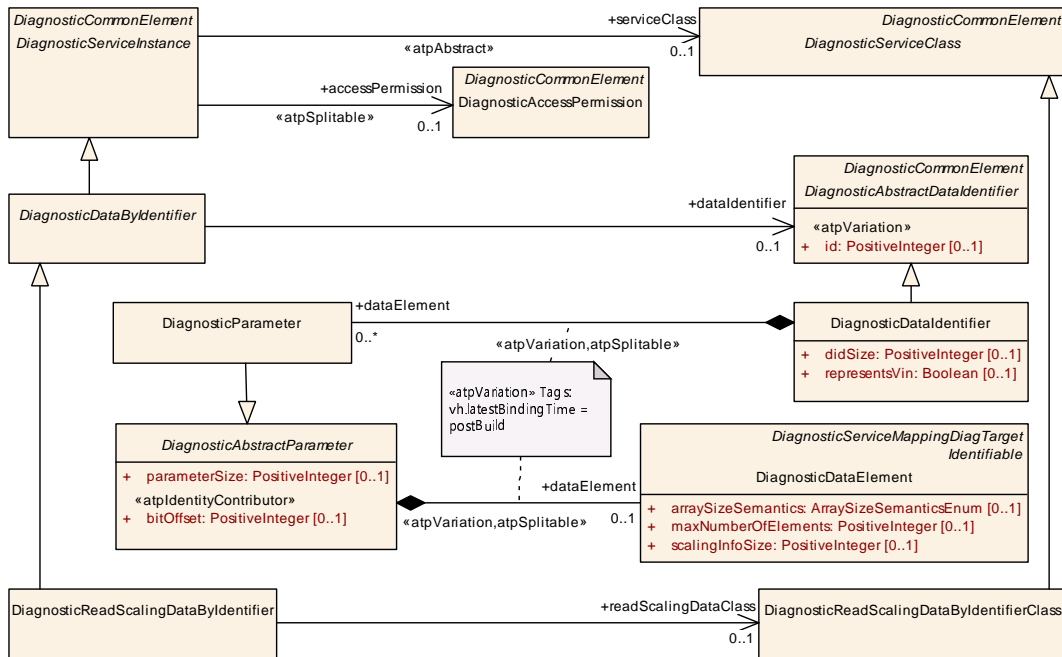 DiagnosticCommonElement
DiagnosticServiceInstance
+serviceClass
«atpAbstract»
0..1
DiagnosticCommonElement
DiagnosticServiceClass
+accessPermission
«atpSplitable»
0..1
DiagnosticCommonElement
DiagnosticAccessPermission
DiagnosticDataByIdentifier
+dataIdentifier
0..1
DiagnosticCommonElement
DiagnosticAbstractDataIdentifier
«atpVariation»
+ id: PositiveInteger [0..1]
DiagnosticParameter
+dataElement
0..*
«atpVariation,atpSplitable»
DiagnosticDataIdentifier
+ didSize: PositiveInteger [0..1]
+ representsVin: Boolean [0..1]
«atpVariation» Tags:
vh.latestBindingTime =
postBuild
DiagnosticAbstractParameter
+ parameterSize: PositiveInteger [0..1]
«atpIdentityContributor»
+ bitOffset: PositiveInteger [0..1]
+dataElement
«atpVariation,atpSplitable»
0..1
DiagnosticServiceMappingDiagTarget
Identifiable
DiagnosticDataElement
+ arraySizeSemantics: ArraySizeSemanticsEnum [0..1]
+ maxNumberOfElements: PositiveInteger [0..1]
+ scalingInfoSize: PositiveInteger [0..1]
DiagnosticReadScalingDataByIdentifier
+readScalingDataClass
0..1
DiagnosticReadScalingDataByIdentifierClass